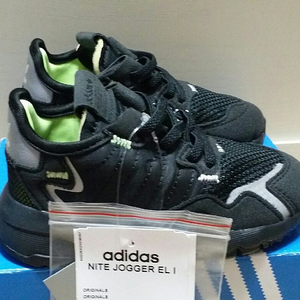 adidas
NITE JOGGER EL I
ORIGINALS
ORIGINALS